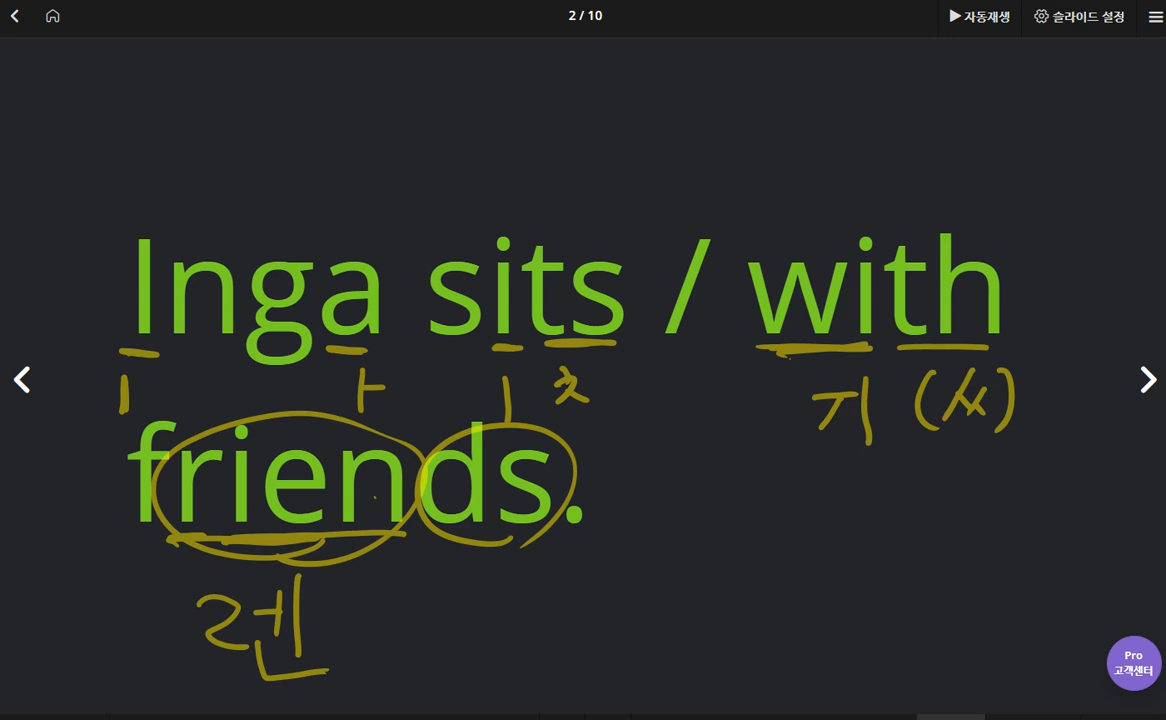 2 / 10
▶ 자동재생
슬라이드 설정
Inga sits / with
ㅣ ㅏ ㅣ ㅊ (ㅆ)
friends.
렌
Pro
고객센터